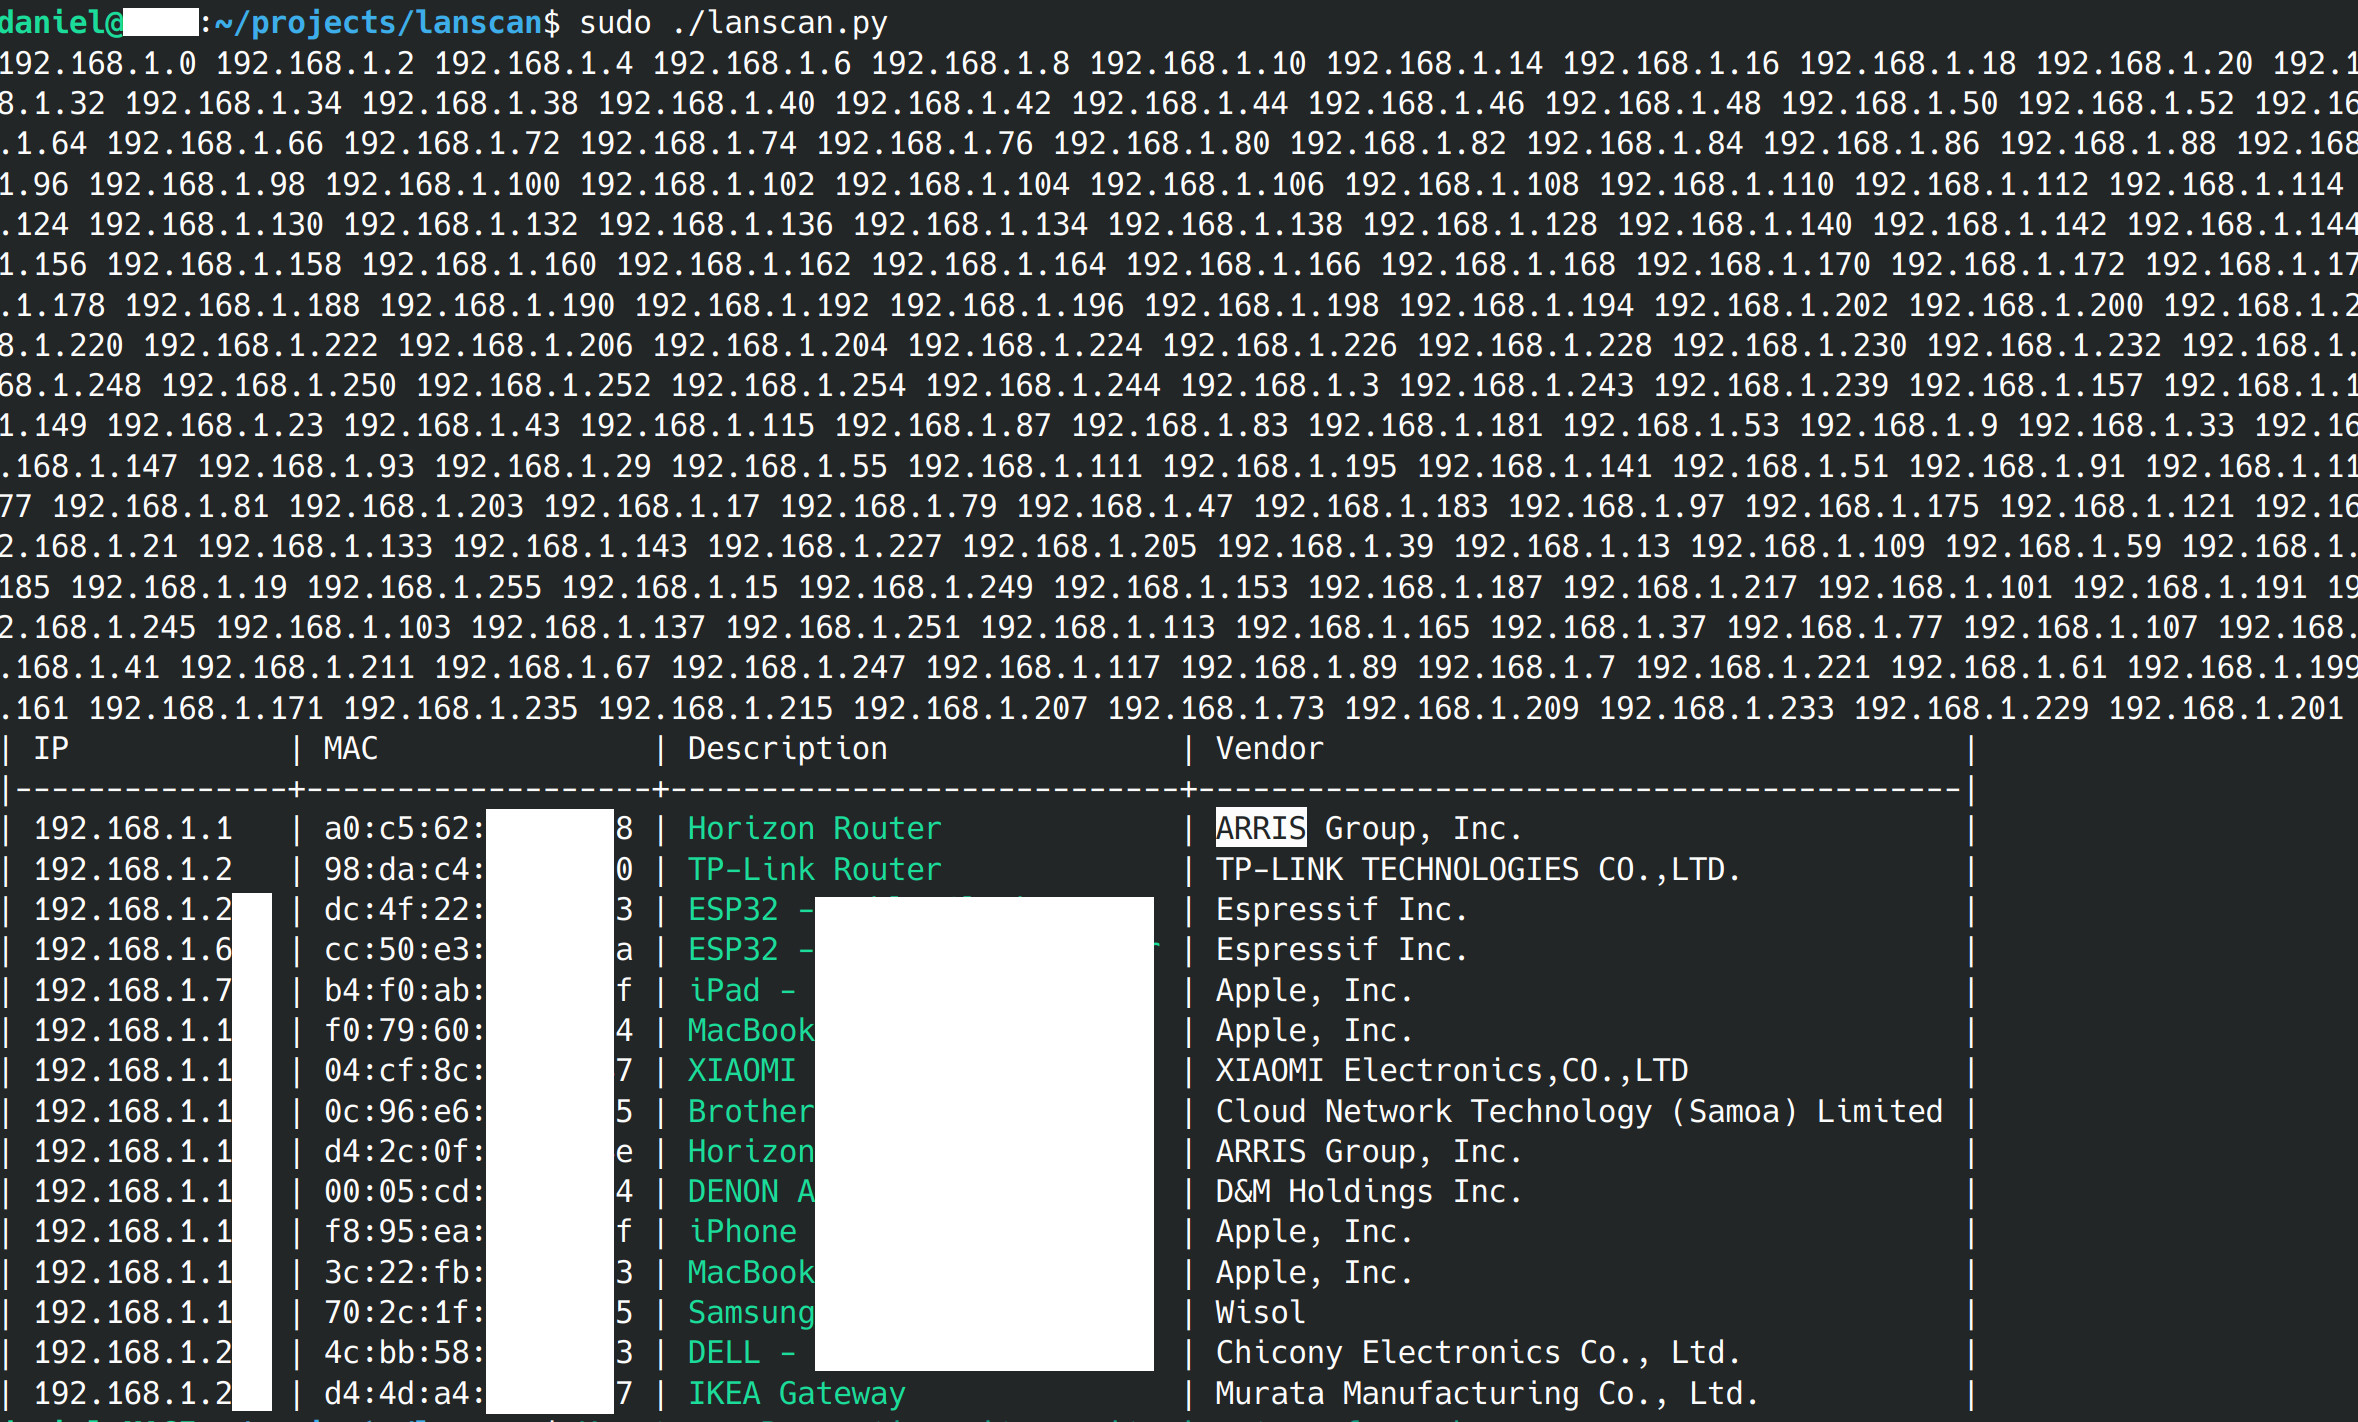 daniel@ :~/projects/lanscan$ sudo ./lanscan.py
192.168.1.0 192.168.1.2 192.168.1.4 192.168.1.6 192.168.1.8 192.168.1.10 192.168.1.14 192.168.1.16 192.168.1.18 192.168.1.20 192.1
8.1.32 192.168.1.34 192.168.1.38 192.168.1.40 192.168.1.42 192.168.1.44 192.168.1.46 192.168.1.48 192.168.1.50 192.168.1.52 192.16
.1.64 192.168.1.66 192.168.1.72 192.168.1.74 192.168.1.76 192.168.1.80 192.168.1.82 192.168.1.84 192.168.1.86 192.168.1.88 192.168
1.96 192.168.1.98 192.168.1.100 192.168.1.102 192.168.1.104 192.168.1.106 192.168.1.108 192.168.1.110 192.168.1.112 192.168.1.114
.124 192.168.1.130 192.168.1.132 192.168.1.136 192.168.1.134 192.168.1.138 192.168.1.128 192.168.1.140 192.168.1.142 192.168.1.144
1.156 192.168.1.158 192.168.1.160 192.168.1.162 192.168.1.164 192.168.1.166 192.168.1.168 192.168.1.170 192.168.1.172 192.168.1.17
.1.178 192.168.1.188 192.168.1.190 192.168.1.192 192.168.1.196 192.168.1.198 192.168.1.194 192.168.1.202 192.168.1.200 192.168.1.2
8.1.220 192.168.1.222 192.168.1.206 192.168.1.204 192.168.1.224 192.168.1.226 192.168.1.228 192.168.1.230 192.168.1.232 192.168.1.
68.1.248 192.168.1.250 192.168.1.252 192.168.1.254 192.168.1.244 192.168.1.3 192.168.1.243 192.168.1.239 192.168.1.157 192.168.1.1
1.149 192.168.1.23 192.168.1.43 192.168.1.115 192.168.1.87 192.168.1.83 192.168.1.181 192.168.1.53 192.168.1.9 192.168.1.33 192.16
.168.1.147 192.168.1.93 192.168.1.29 192.168.1.55 192.168.1.111 192.168.1.195 192.168.1.141 192.168.1.51 192.168.1.91 192.168.1.11
77 192.168.1.81 192.168.1.203 192.168.1.17 192.168.1.79 192.168.1.47 192.168.1.183 192.168.1.97 192.168.1.175 192.168.1.121 192.16
2.168.1.21 192.168.1.133 192.168.1.143 192.168.1.227 192.168.1.205 192.168.1.39 192.168.1.13 192.168.1.109 192.168.1.59 192.168.1.
185 192.168.1.19 192.168.1.255 192.168.1.15 192.168.1.249 192.168.1.153 192.168.1.187 192.168.1.217 192.168.1.101 192.168.1.191 19
2.168.1.245 192.168.1.103 192.168.1.137 192.168.1.251 192.168.1.113 192.168.1.165 192.168.1.37 192.168.1.77 192.168.1.107 192.168.
.168.1.41 192.168.1.211 192.168.1.67 192.168.1.247 192.168.1.117 192.168.1.89 192.168.1.7 192.168.1.221 192.168.1.61 192.168.1.199
.161 192.168.1.171 192.168.1.235 192.168.1.215 192.168.1.207 192.168.1.73 192.168.1.209 192.168.1.233 192.168.1.229 192.168.1.201
| IP | MAC | Description | Vendor |
|---------------+-------------------+----------------------------+------------------------------------------|
| 192.168.1.1 | a0:c5:62: 8 | Horizon Router | ARRIS Group, Inc. |
| 192.168.1.2 | 98:da:c4: 0 | TP-Link Router | TP-LINK TECHNOLOGIES CO.,LTD. |
| 192.168.1.2 | dc:4f:22: 3 | ESP32 - | Espressif Inc. |
| 192.168.1.6 | cc:50:e3: a | ESP32 - | Espressif Inc. |
| 192.168.1.7 | b4:f0:ab: f | iPad - | Apple, Inc. |
| 192.168.1.1 | f0:79:60: 4 | MacBook | Apple, Inc. |
| 192.168.1.1 | 04:cf:8c: 7 | XIAOMI | XIAOMI Electronics,CO.,LTD |
| 192.168.1.1 | 0c:96:e6: 5 | Brother | Cloud Network Technology (Samoa) Limited |
| 192.168.1.1 | d4:2c:0f: e | Horizon | ARRIS Group, Inc. |
| 192.168.1.1 | 00:05:cd: 4 | DENON A | D&M Holdings Inc. |
| 192.168.1.1 | f8:95:ea: f | iPhone | Apple, Inc. |
| 192.168.1.1 | 3c:22:fb: 3 | MacBook | Apple, Inc. |
| 192.168.1.1 | 70:2c:1f: 5 | Samsung | Wisol |
| 192.168.1.2 | 4c:bb:58: 3 | DELL - | Chicony Electronics Co., Ltd. |
| 192.168.1.2 | d4:4d:a4: 7 | IKEA Gateway | Murata Manufacturing Co., Ltd. |